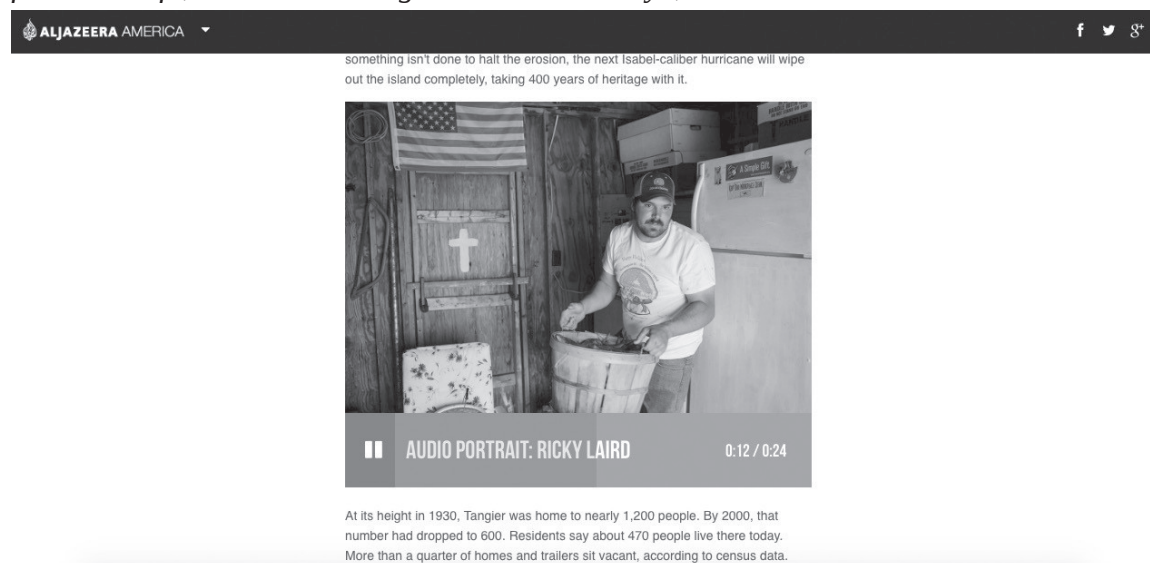 ALJAZEERA AMERICA f g+
something isn't done to halt the erosion, the next Isabel-caliber hurricane will wipe
out the island completely, taking 400 years of heritage with it.
A Simple Gift
AUDIO PORTRAIT: RICKY LAIRD 0:12 / 0:24
At its height in 1930, Tangier was home to nearly 1,200 people. By 2000, that
number had dropped to 600. Residents say about 470 people live there today.
More than a quarter of homes and trailers sit vacant, according to census data.